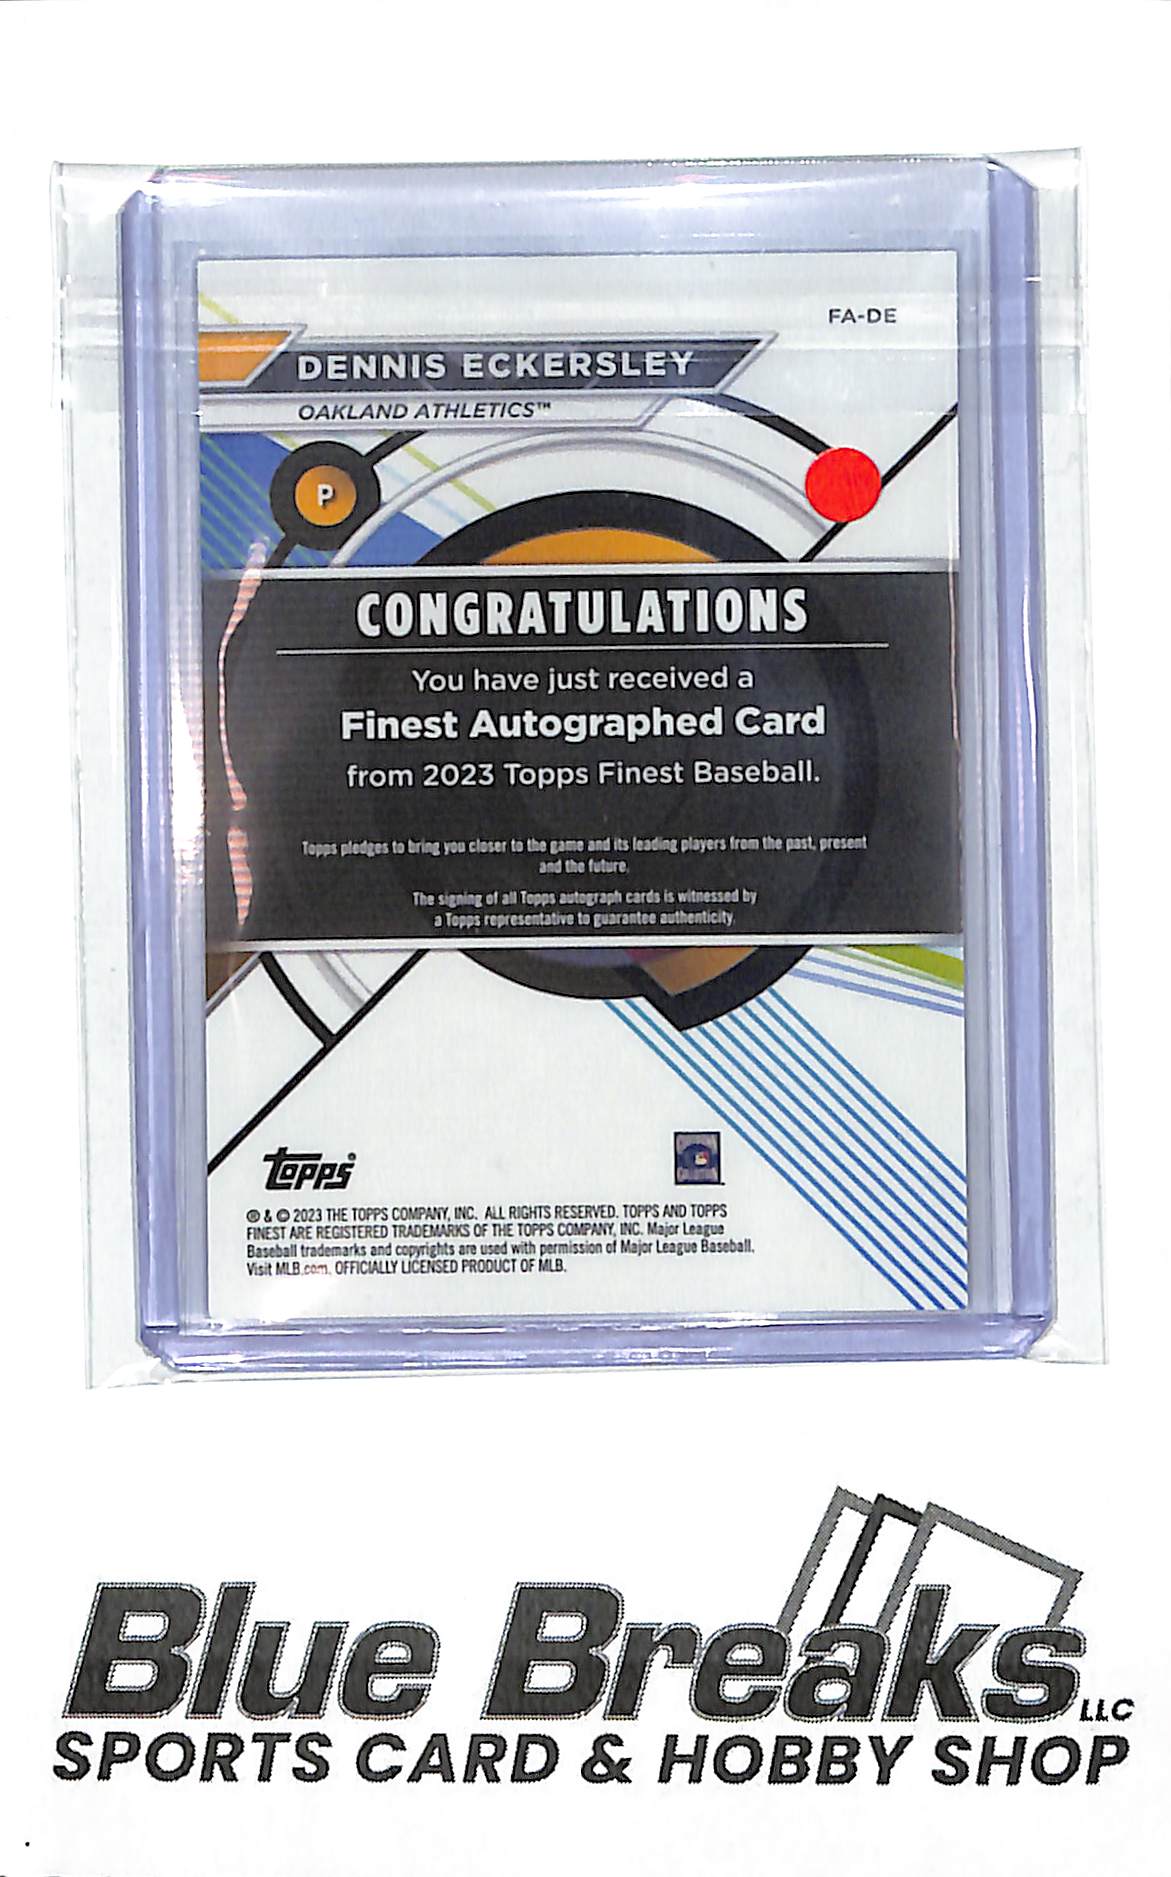 FA-DE
DENNIS ECKERSLEY
OAKLAND ATHLETICS™
P
CONGRATULATIONS
You have just received a
Finest Autographed Card
from 2023 Topps Finest Baseball.
Topps pledges to bring you closer to the game and its leading players from the past, present
and the future.
The signing of all Topps autograph cards is witnessed by
a Topps representative to guarantee authenticity.
topps®
® & © 2023 THE TOPPS COMPANY, INC. ALL RIGHTS RESERVED. TOPPS AND TOPPS
FINEST ARE REGISTERED TRADEMARKS OF THE TOPPS COMPANY, INC. Major League
Baseball trademarks and copyrights are used with permission of Major League Baseball.
Visit MLB.com. OFFICIALLY LICENSED PRODUCT OF MLB.
Blue Breaks LLC
SPORTS CARD & HOBBY SHOP